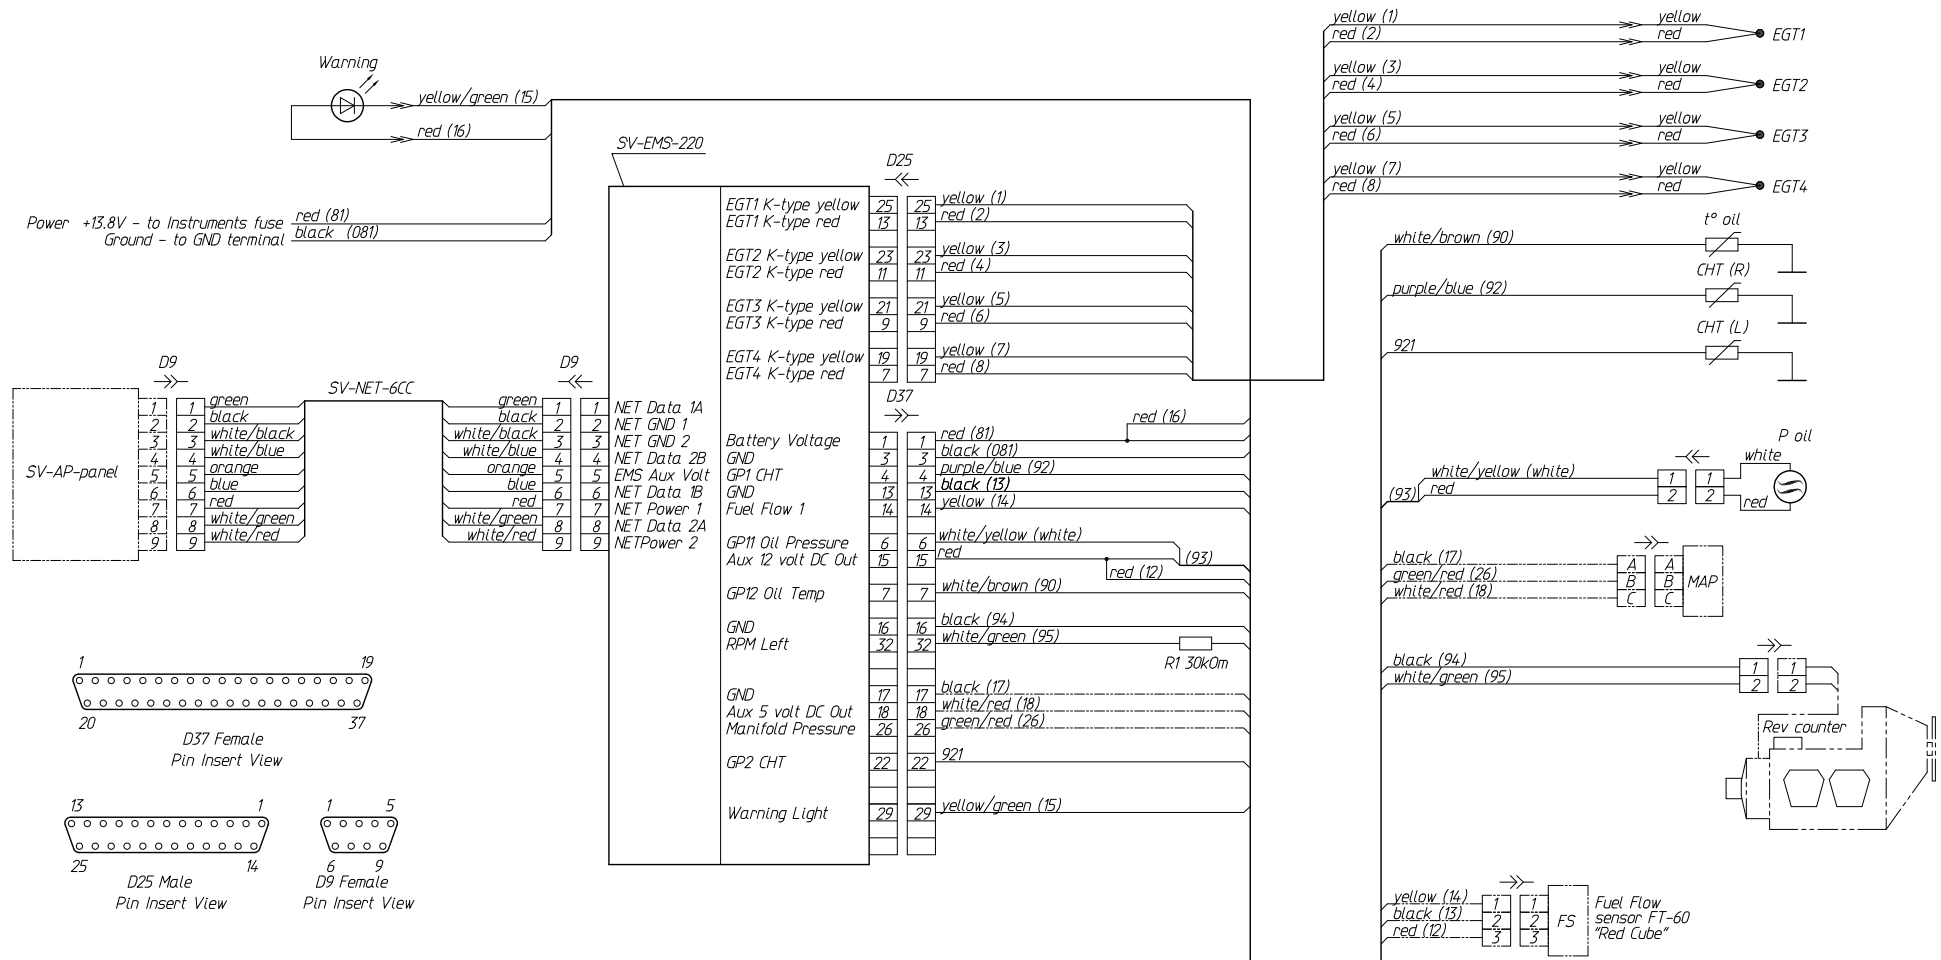 Warning
yellow/green (15)
red (16)
Power +13.8V - to Instruments fuse
red (81)
Ground - to GND terminal
black (081)
SV-EMS-220
D25
EGT1 K-type yellow 25 25 yellow (1)
EGT1 K-type red 13 13 red (2)
EGT2 K-type yellow 23 23 yellow (3)
EGT2 K-type red 11 11 red (4)
EGT3 K-type yellow 21 21 yellow (5)
EGT3 K-type red 9 9 red (6)
EGT4 K-type yellow 19 19 yellow (7)
EGT4 K-type red 7 7 red (8)
D37
red (16)
Battery Voltage 1 1 red (81)
GND 3 3 black (081)
GP1 CHT 4 4 purple/blue (92)
GND 13 13 black (13)
Fuel Flow 1 14 14 yellow (14)
GP11 Oil Pressure 6 6 white/yellow (white)
Aux 12 volt DC Out 15 15 red
(93)
red (12)
GP12 Oil Temp 7 7 white/brown (90)
GND 16 16 black (94)
RPM Left 32 32 white/green (95)
R1 30kOm
GND 17 17 black (17)
Aux 5 volt DC Out 18 18 white/red (18)
Manifold Pressure 26 26 green/red (26)
GP2 CHT 22 22 921
Warning Light 29 29 yellow/green (15)
D9
SV-NET-6CC
D9
SV-AP-panel
1 1 green green 1 1 NET Data 1A
2 2 black black 2 2 NET GND 1
3 3 white/black white/black 3 3 NET GND 2
4 4 white/blue white/blue 4 4 NET Data 2B
5 5 orange orange 5 5 EMS Aux Volt
6 6 blue blue 6 6 NET Data 1B
7 7 red red 7 7 NET Power 1
8 8 white/green white/green 8 8 NET Data 2A
9 9 white/red white/red 9 9 NETPower 2
1 19
20 37
D37 Female
Pin Insert View
13 1
25 14
D25 Male
Pin Insert View
1 5
6 9
D9 Female
Pin Insert View
yellow (1) yellow
red (2) red
EGT1
yellow (3) yellow
red (4) red
EGT2
yellow (5) yellow
red (6) red
EGT3
yellow (7) yellow
red (8) red
EGT4
t° oil
white/brown (90)
CHT (R)
purple/blue (92)
CHT (L)
921
P oil
white/yellow (white) 1 1 white
(93) red 2 2 red
black (17) A A
green/red (26) B B MAP
white/red (18) C C
black (94) 1 1
white/green (95) 2 2
Rev counter
yellow (14) 1 1
black (13) 2 2
red (12) 3 3
FS
Fuel Flow
sensor FT-60
"Red Cube"